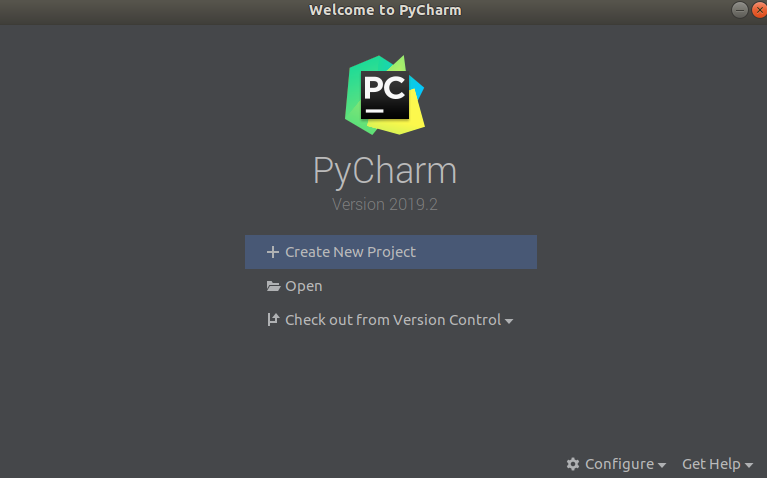 Welcome to PyCharm
PC
PyCharm
Version 2019.2
Create New Project
Open
Check out from Version Control
Configure Get Help